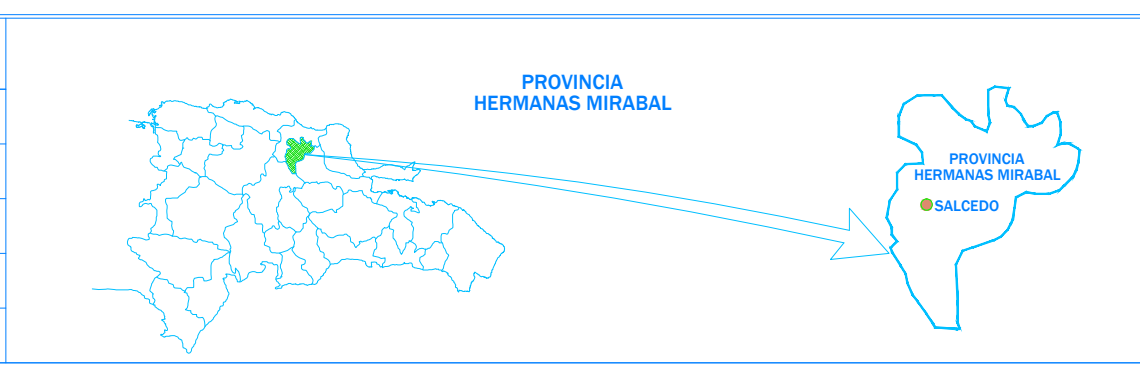 PROVINCIA
HERMANAS MIRABAL
PROVINCIA
HERMANAS MIRABAL
SALCEDO